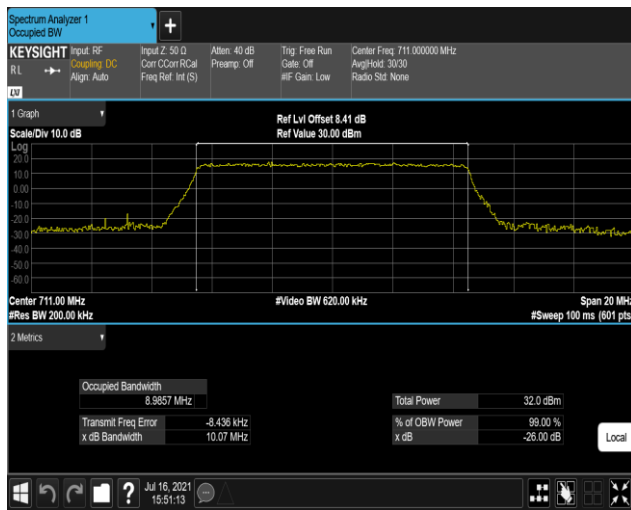 Spectrum Analyzer 1
Occupied BW
KEYSIGHT Input: RF Input Z: 50 Ω Atten: 40 dB Trig: Free Run Center Freq: 711.000000 MHz
RL Coupling: DC Corr CCorr RCal Preamp: Off Gate: Off Avg|Hold: 30/30
Align: Auto Freq Ref: Int (S) #IF Gain: Low Radio Std: None
LXI
1 Graph Ref Lvl Offset 8.41 dB
Scale/Div 10.0 dB Ref Value 30.00 dBm
Log
20.0
10.0
0.00
-10.0
-20.0
-30.0
-40.0
-50.0
-60.0
Center 711.00 MHz #Video BW 620.00 kHz Span 20 MHz
#Res BW 200.00 kHz #Sweep 100 ms (601 pts
2 Metrics
Occupied Bandwidth
8.9857 MHz Total Power 32.0 dBm
Transmit Freq Error -8.436 kHz % of OBW Power 99.00 %
x dB Bandwidth 10.07 MHz x dB -26.00 dB
Local
? Jul 16, 2021
15:51:13